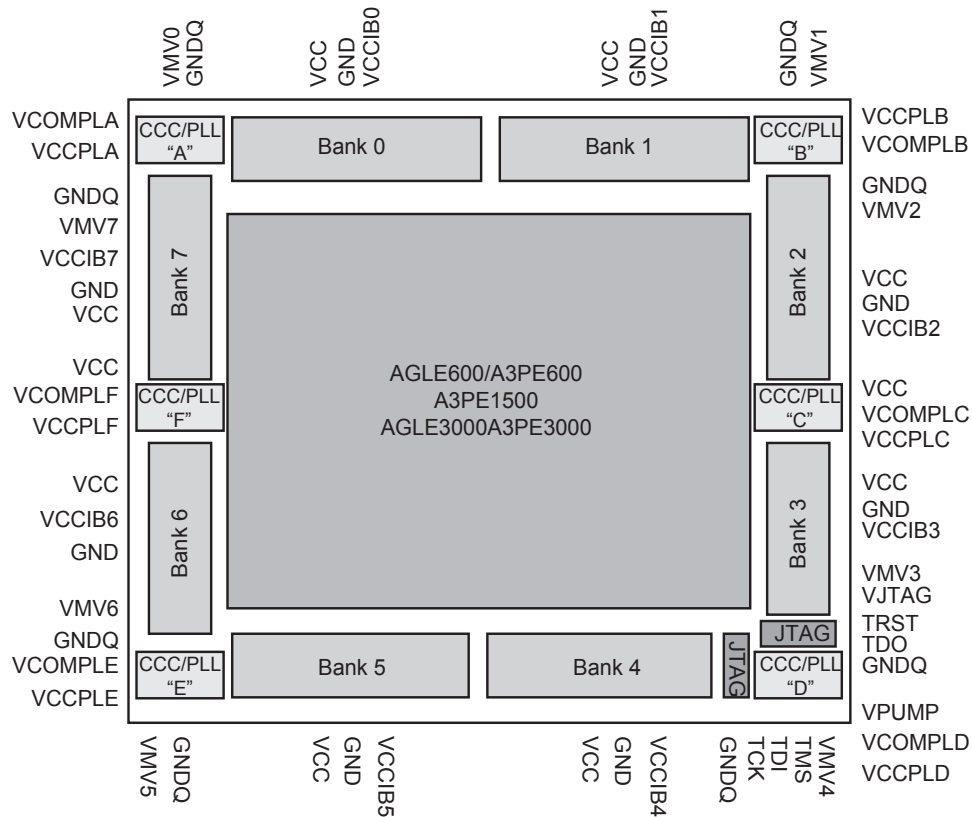 VMV0
GNDQ
VCC
GND
VCCIB0
VCC
GND
VCCIB1
GNDQ
VMV1
VCOMPLA
VCCPLA
GNDQ
VMV7
VCCIB7
GND
VCC
VCC
VCOMPLF
VCCPLF
VCC
VCCIB6
GND
VMV6
GNDQ
VCOMPLE
VCCPLE
CCC/PLL
“A”
Bank 0
Bank 1
CCC/PLL
“B”
Bank 7
Bank 2
AGLE600/A3PE600
A3PE1500
AGLE3000A3PE3000
CCC/PLL
“F”
CCC/PLL
“C”
Bank 6
Bank 3
JTAG
CCC/PLL
“E”
Bank 5
Bank 4
JTAG
CCC/PLL
“D”
VCCPLB
VCOMPLB
GNDQ
VMV2
VCC
GND
VCCIB2
VCC
VCOMPLC
VCCPLC
VCC
GND
VCCIB3
VMV3
VJTAG
TRST
TDO
GNDQ
VPUMP
VCOMPLD
VCCPLD
VMV5
GNDQ
VCC
GND
VCCIB5
VCC
GND
VCCIB4
GNDQ
TCK
TDI
TMS
VMV4